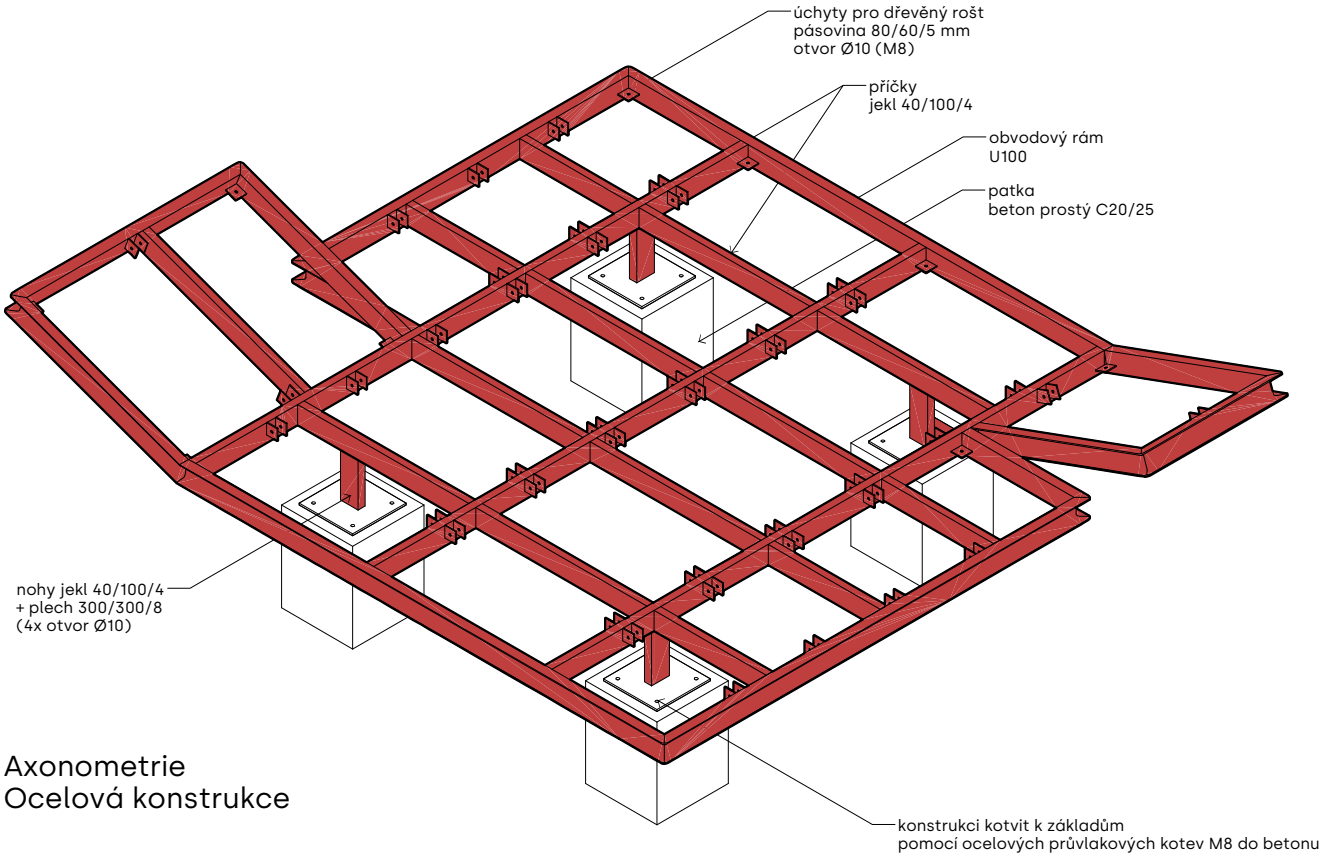 úchyty pro dřevěný rošt
pásovina 80/60/5 mm
otvor Ø10 (M8)
příčky
jekl 40/100/4
obvodový rám
U100
patka
beton prostý C20/25
nohy jekl 40/100/4
+ plech 300/300/8
(4x otvor Ø10)
Axonometrie
Ocelová konstrukce
konstrukci kotvit k základům
pomocí ocelových průvlakových kotev M8 do betonu